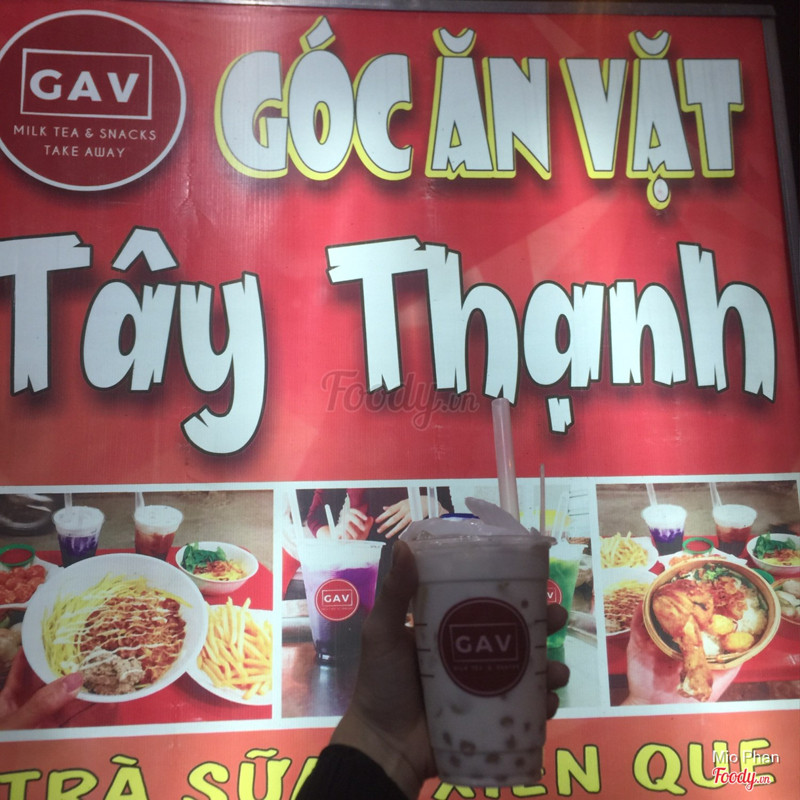 GAV
MILK TEA & SNACKS
TAKE AWAY
GÓC ĂN VẶT
Tây Thạnh
Foody.vn
GAV
GAV
GAV
TRÀ SỮA XIÊN QUE
Mio Phan
Foody.vn